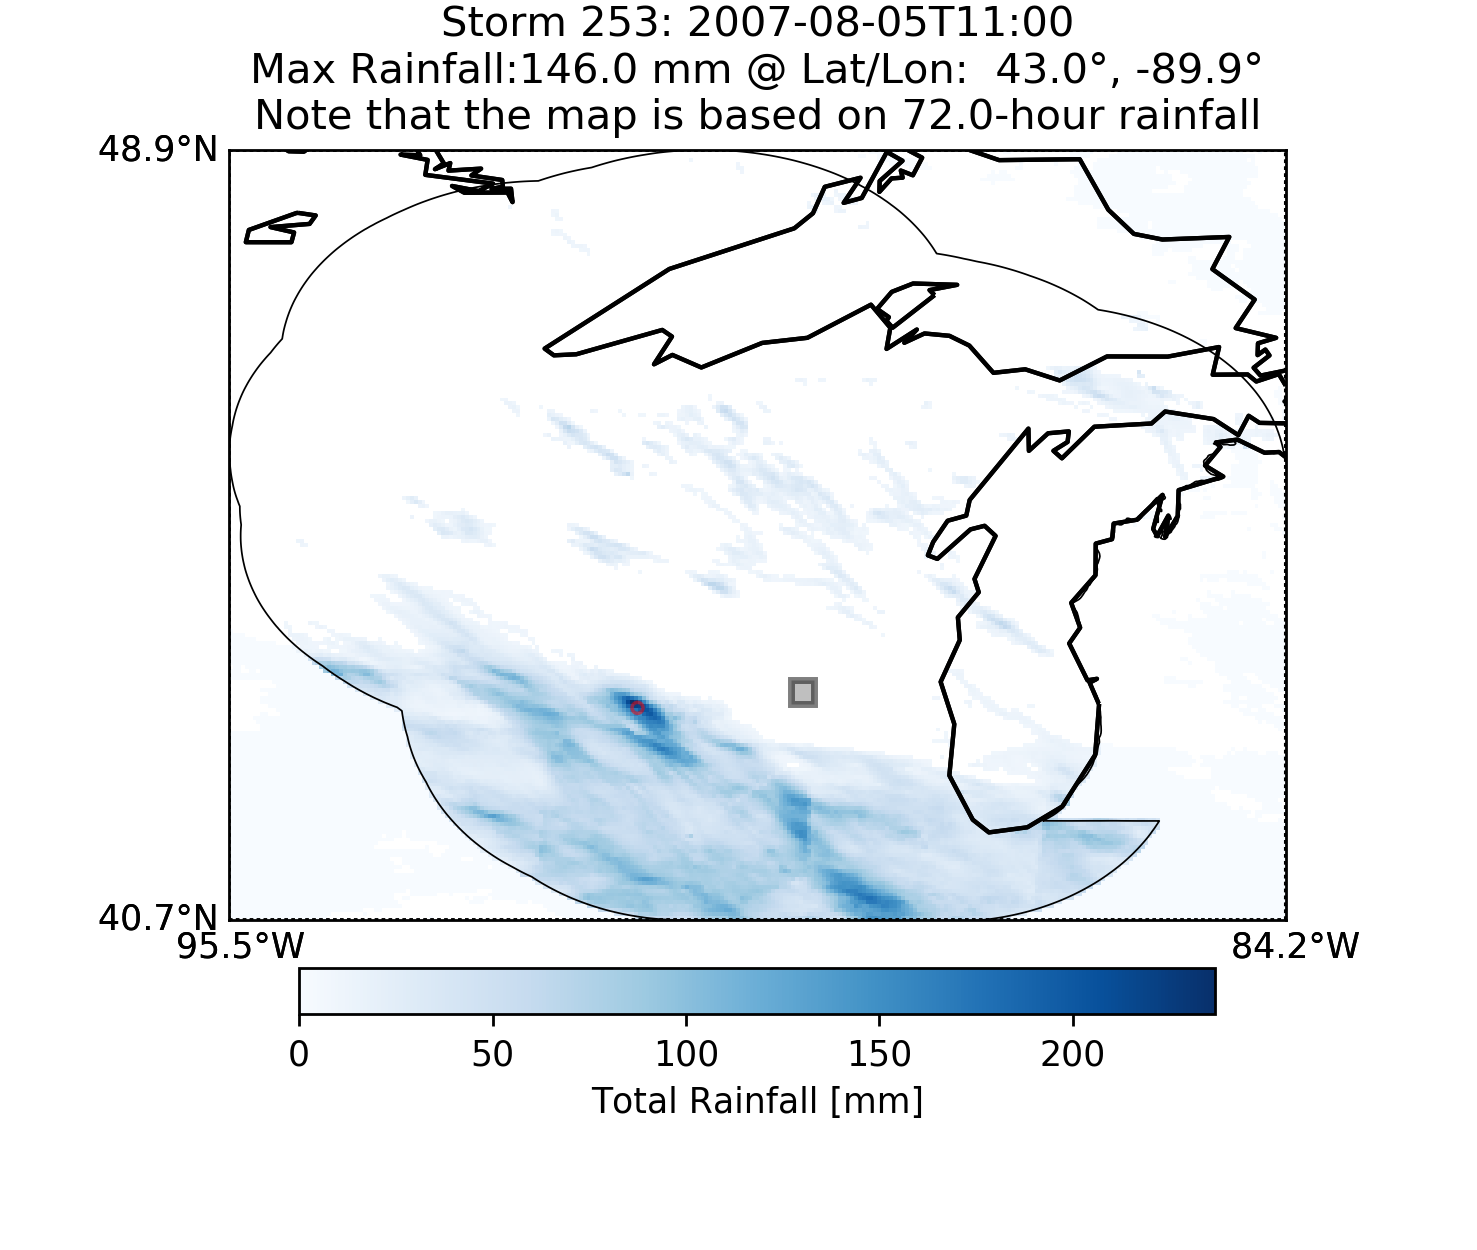 Storm 253: 2007-08-05T11:00
Max Rainfall:146.0 mm @ Lat/Lon:  43.0°, -89.9°
Note that the map is based on 72.0-hour rainfall
48.9°N
40.7°N
95.5°W 84.2°W
0 50 100 150 200
Total Rainfall [mm]